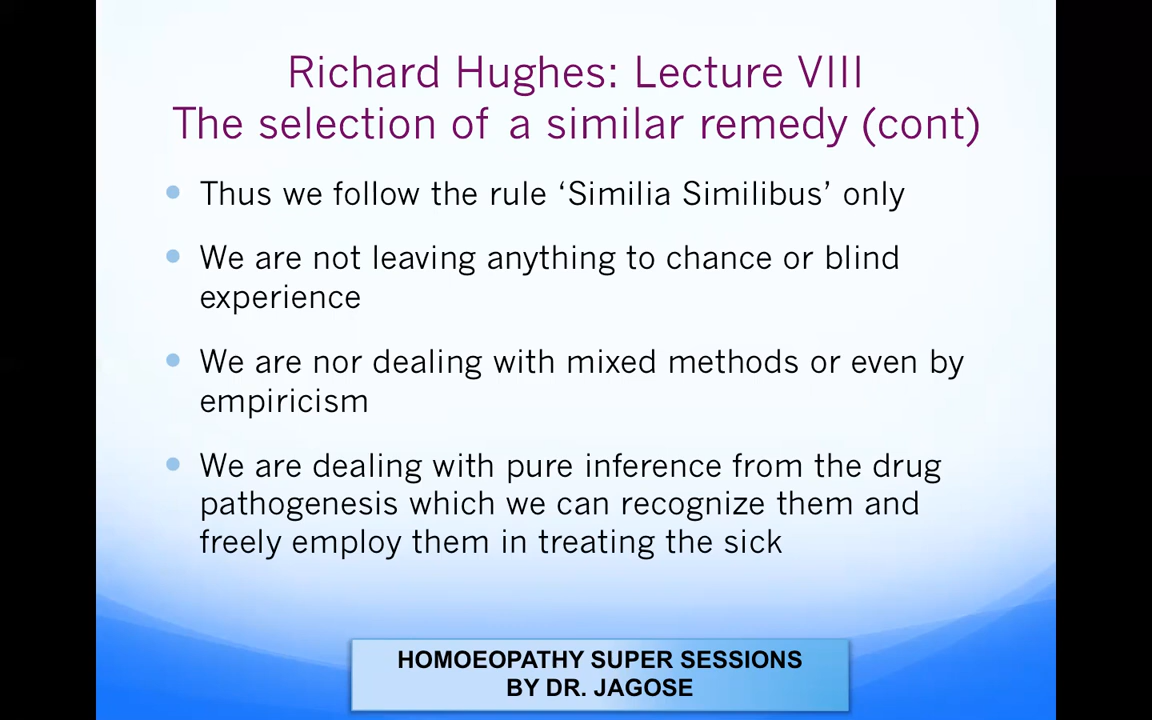 Richard Hughes: Lecture VIII
The selection of a similar remedy (cont)
Thus we follow the rule ‘Similia Similibus’ only
We are not leaving anything to chance or blind
experience
We are nor dealing with mixed methods or even by
empiricism
We are dealing with pure inference from the drug
pathogenesis which we can recognize them and
freely employ them in treating the sick
HOMOEOPATHY SUPER SESSIONS
BY DR. JAGOSE